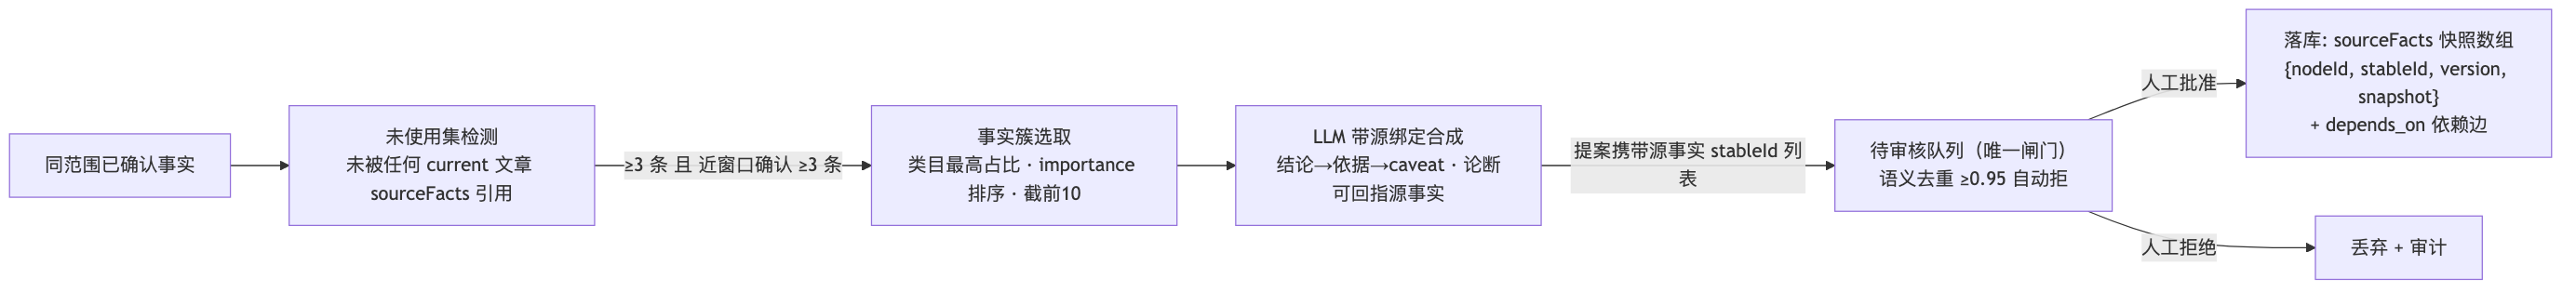 同范围已确认事实
未使用集检测
未被任何 current 文章
sourceFacts 引用
≥3 条 且 近窗口确认 ≥3 条
事实簇选取
类目最高占比 · importance
排序 · 截前10
LLM 带源绑定合成
结论→依据→caveat · 论断
可回指源事实
提案携带源事实 stableId 列
表
待审核队列（唯一闸门）
语义去重 ≥0.95 自动拒
人工批准
落库: sourceFacts 快照数组
{nodeId, stableId, version,
snapshot}
+ depends_on 依赖边
人工拒绝
丢弃 + 审计